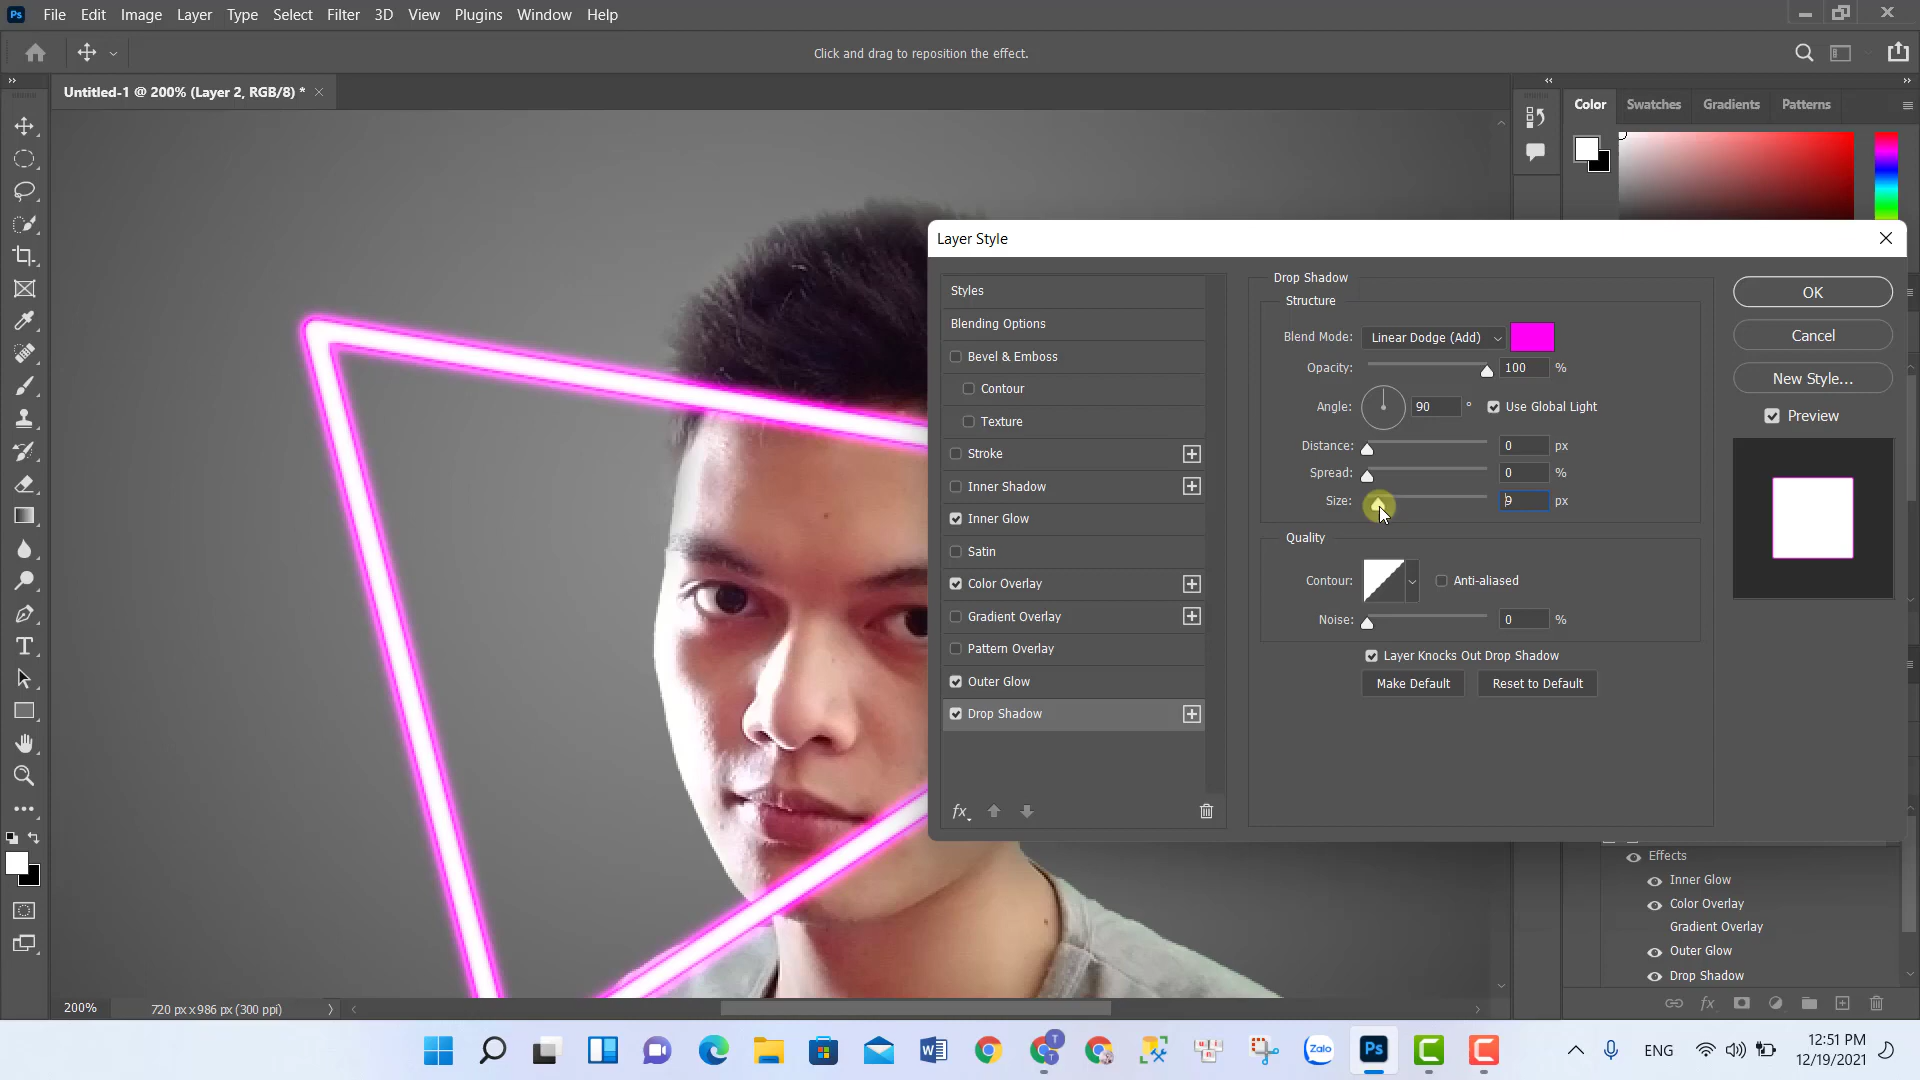 Ps File Edit Image Layer Type Select Filter 3D View Plugins Window Help
Click and drag to reposition the effect.
Untitled-1 @ 200% (Layer 2, RGB/8) *
Color Swatches Gradients Patterns
Layer Style
Styles
Blending Options
Bevel & Emboss
Contour
Texture
Stroke
Inner Shadow
Inner Glow
Satin
Color Overlay
Gradient Overlay
Pattern Overlay
Outer Glow
Drop Shadow
fx
Drop Shadow
Structure
Blend Mode: Linear Dodge (Add)
Opacity: 100 %
Angle: 90 ° Use Global Light
Distance: 0 px
Spread: 0 %
Size: 9 px
Quality
Contour: Anti-aliased
Noise: 0 %
Layer Knocks Out Drop Shadow
Make Default Reset to Default
OK
Cancel
New Style...
Preview
Effects
Inner Glow
Color Overlay
Gradient Overlay
Outer Glow
Drop Shadow
fx
200% 720 px x 986 px (300 ppi)
T
T
Zalo
Ps
C
C
ENG
12:51 PM
12/19/2021